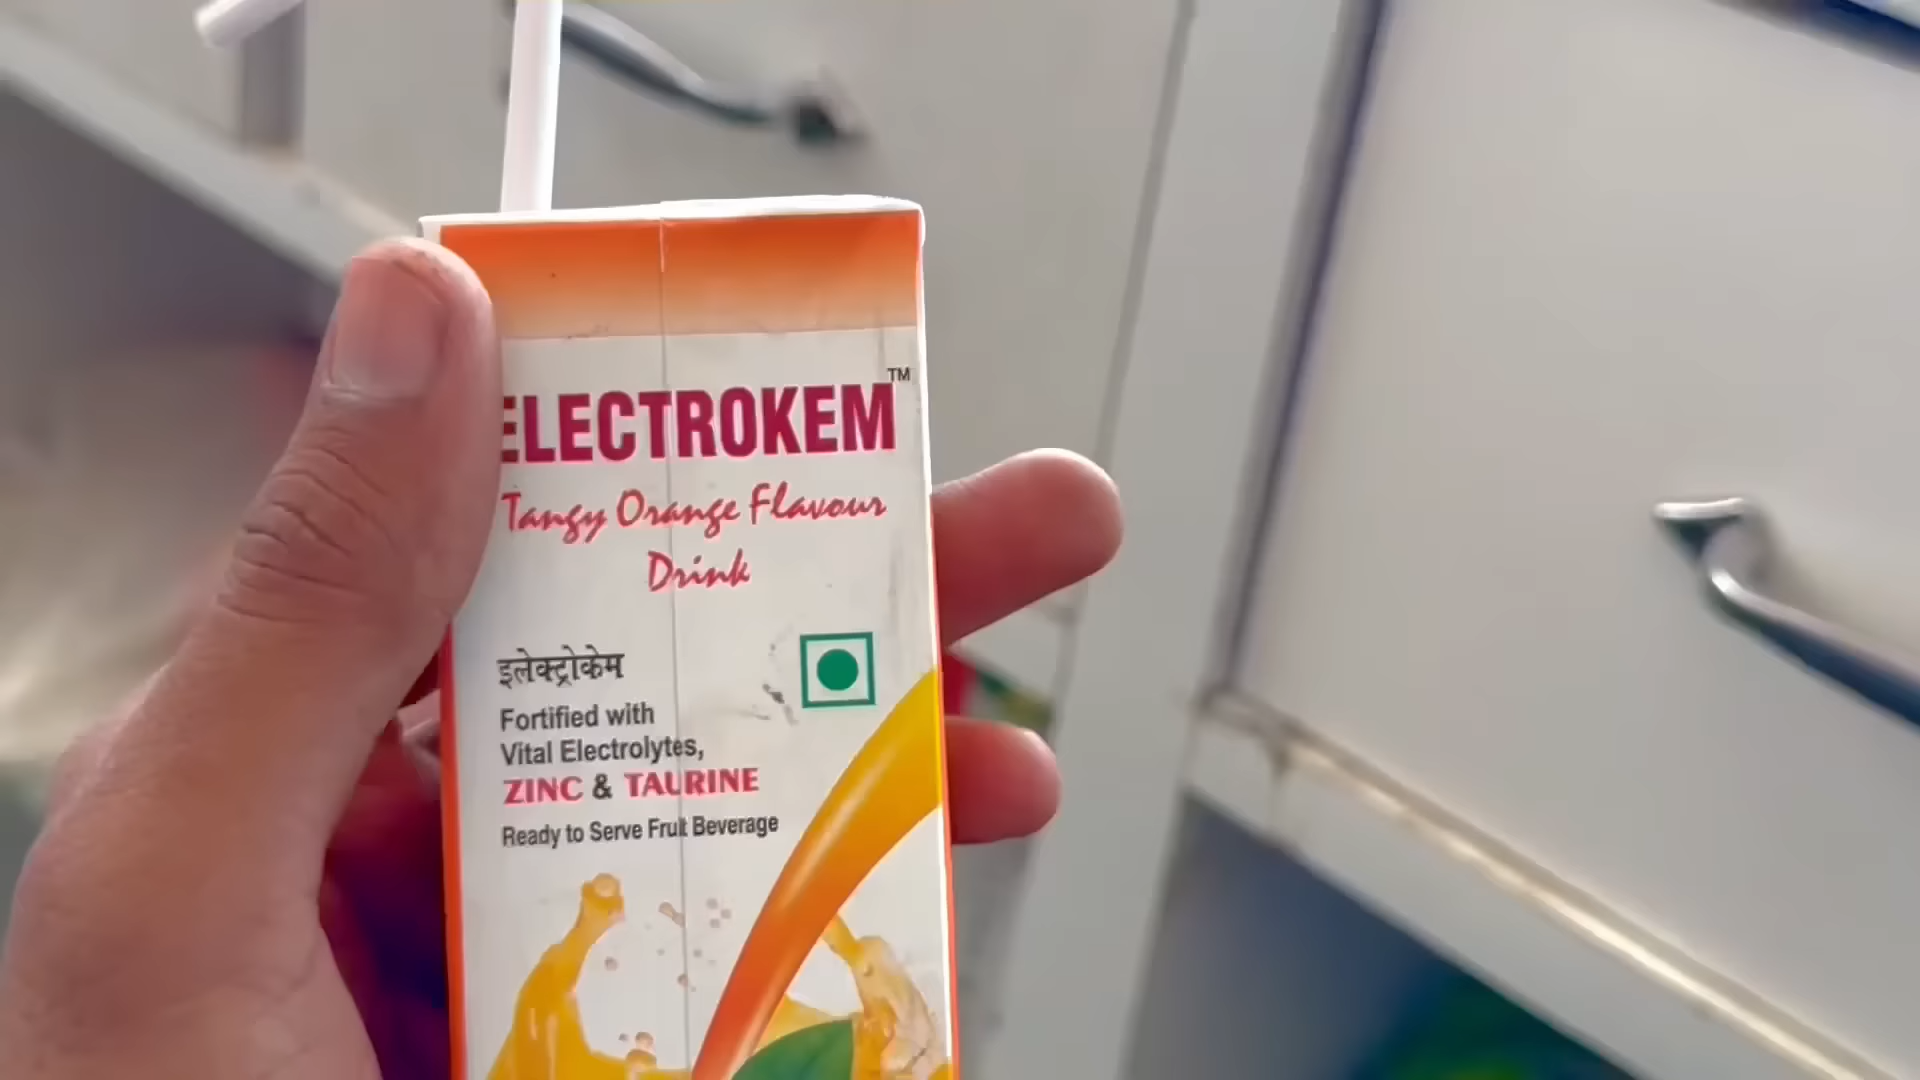 ELECTROKEM™
Tangy Orange Flavour
Drink
इलेक्ट्रोकेम
Fortified with
Vital Electrolytes,
ZINC & TAURINE
Ready to Serve Fruit Beverage